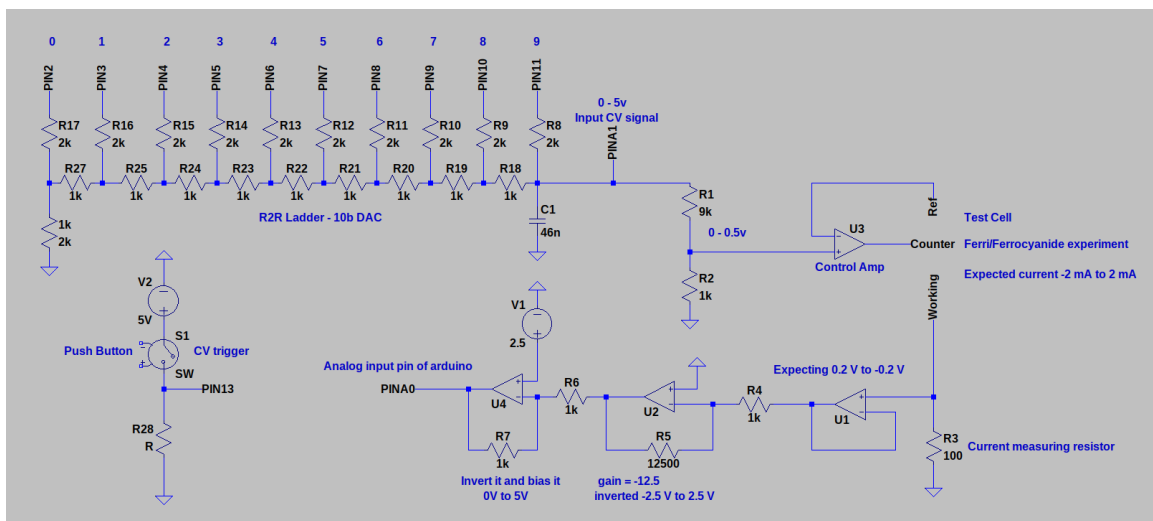 0 1 2 3 4 5 6 7 8 9
PIN2 PIN3 PIN4 PIN5 PIN6 PIN7 PIN8 PIN9 PIN10 PIN11
0 - 5v
Input CV signal
PINA1
R17 R16 R15 R14 R13 R12 R11 R10 R9 R8
2k 2k 2k 2k 2k 2k 2k 2k 2k 2k
R27 R25 R24 R23 R22 R21 R20 R19 R18
1k 1k 1k 1k 1k 1k 1k 1k 1k
1k
2k
R2R Ladder - 10b DAC
C1
46n
R1
9k
0 - 0.5v
R2
1k
U3
Control Amp
Ref
Counter
Working
Test Cell
Ferri/Ferrocyanide experiment
Expected current -2 mA to 2 mA
V2
5V
S1
SW
Push Button
CV trigger
PIN13
R28
R
V1
2.5
Analog input pin of arduino
PINA0
U4
R6
1k
R7
1k
Invert it and bias it
0V to 5V
U2
R5
12500
gain = -12.5
inverted -2.5 V to 2.5 V
R4
1k
Expecting 0.2 V to -0.2 V
U1
R3
100
Current measuring resistor